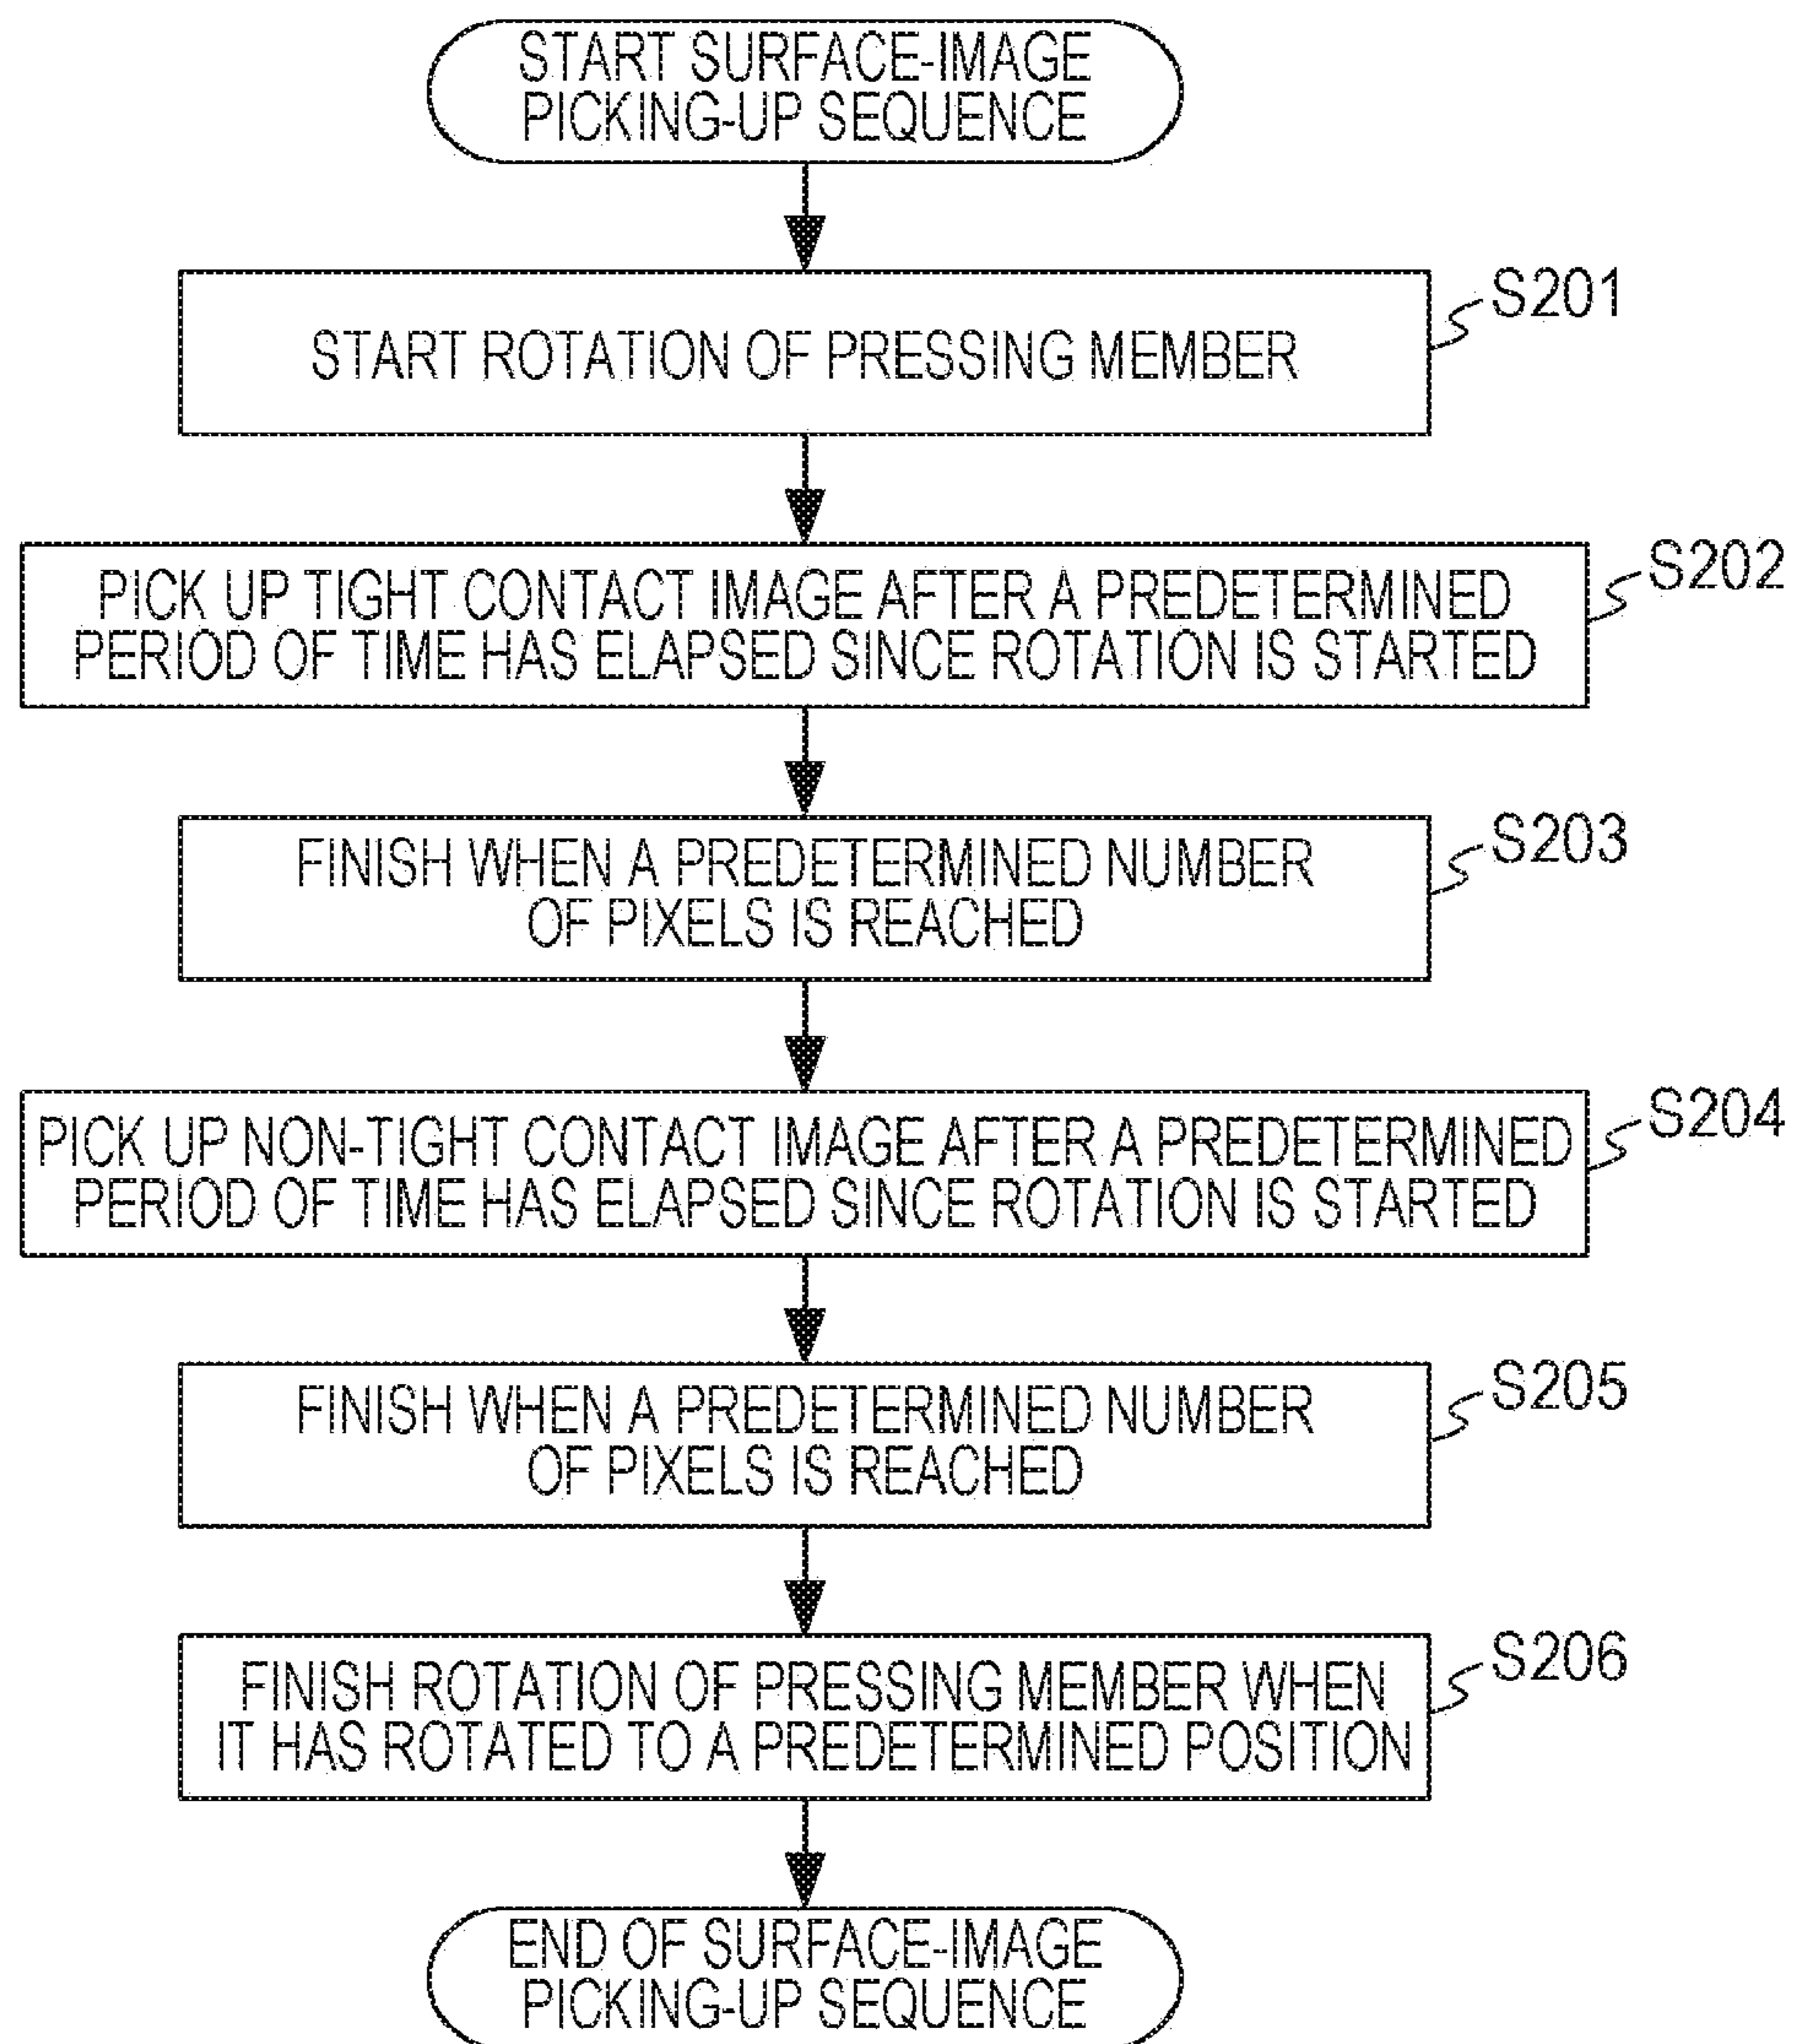 START SURFACE-IMAGE
PICKING-UP SEQUENCE
S201
START ROTATION OF PRESSING MEMBER
S202
PICK UP TIGHT CONTACT IMAGE AFTER A PREDETERMINED
PERIOD OF TIME HAS ELAPSED SINCE ROTATION IS STARTED
S203
FINISH WHEN A PREDETERMINED NUMBER
OF PIXELS IS REACHED
S204
PICK UP NON-TIGHT CONTACT IMAGE AFTER A PREDETERMINED
PERIOD OF TIME HAS ELAPSED SINCE ROTATION IS STARTED
S205
FINISH WHEN A PREDETERMINED NUMBER
OF PIXELS IS REACHED
S206
FINISH ROTATION OF PRESSING MEMBER WHEN
IT HAS ROTATED TO A PREDETERMINED POSITION
END OF SURFACE-IMAGE
PICKING-UP SEQUENCE